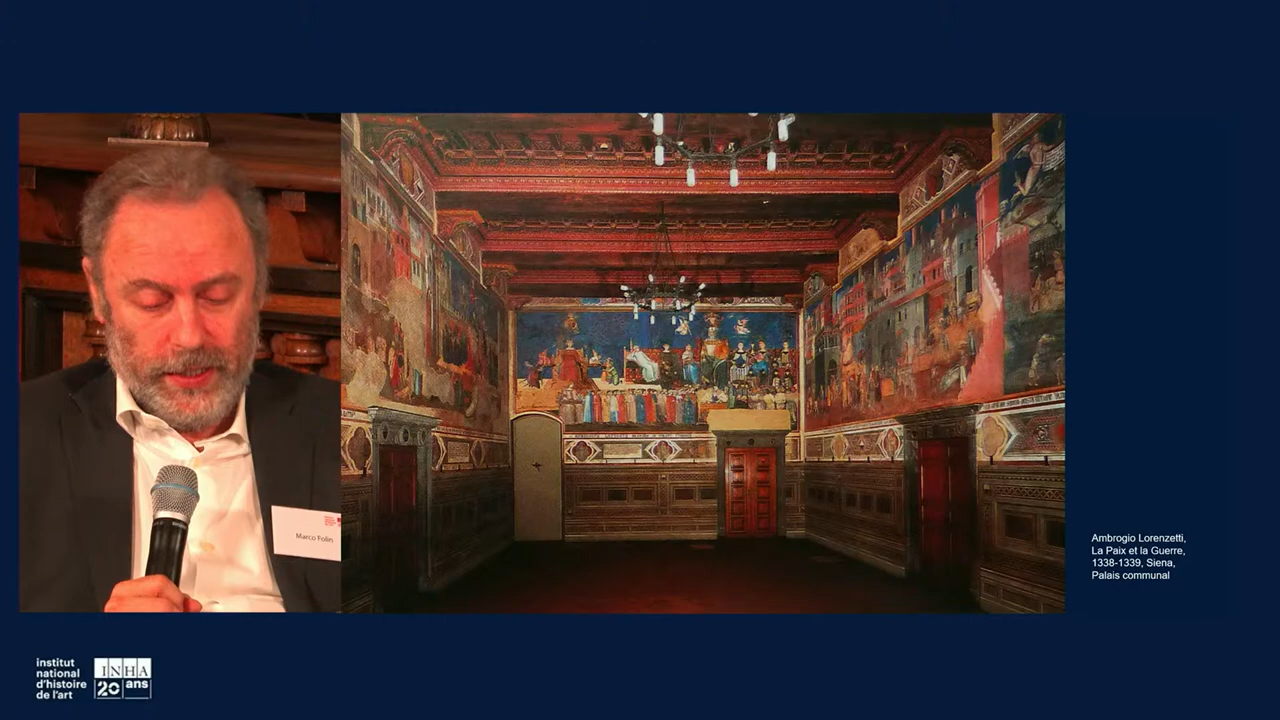 Marco Folin
Ambrogio Lorenzetti,
La Paix et la Guerre,
1338-1339, Siena,
Palais communal
institut
national
d'histoire
de l'art
INHA
20 ans